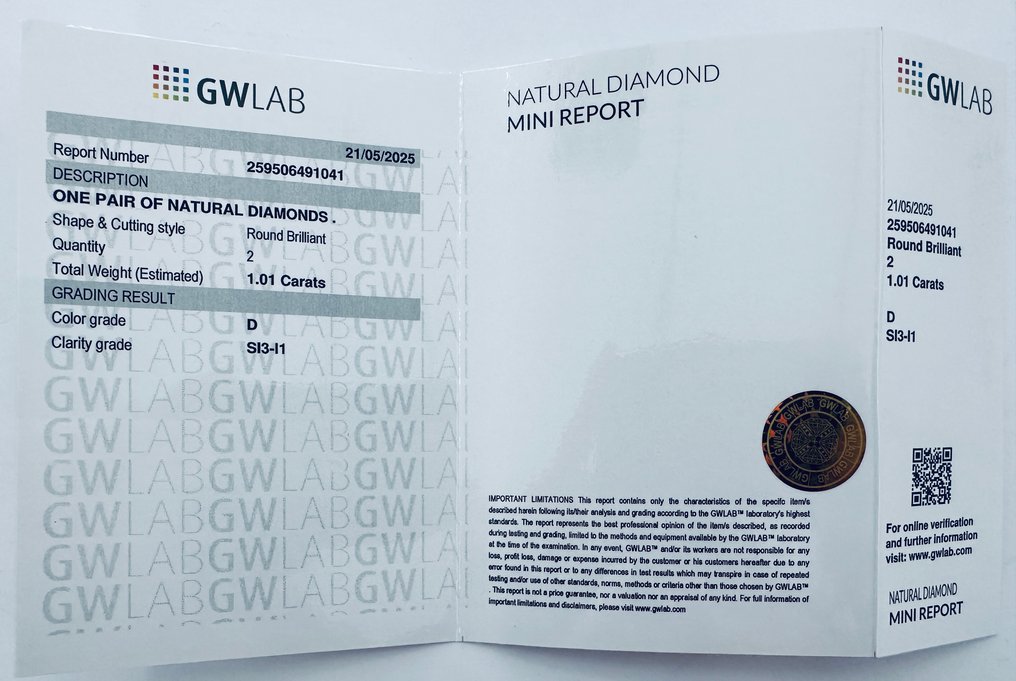 GWLAB
21/05/2025
Report Number 259506491041
DESCRIPTION
ONE PAIR OF NATURAL DIAMONDS .
Shape & Cutting style Round Brilliant
Quantity 2
Total Weight (Estimated) 1.01 Carats
GRADING RESULT
Color grade D
Clarity grade SI3-I1
NATURAL DIAMOND
MINI REPORT
GWLAB GWLAB GWLAB GWLAB
IMPORTANT LIMITATIONS This report contains only the characteristics of the specifo item/s
described herein following its/their analysis and grading according to the GWLAB™ laboratory's highest
standards. The report represents the best professional opinion of the item/s described, as recorded
during testing and grading, limited to the methods and equipment available by the GWLAB™ laboratory
at the time of the examination. In any event, GWLAB™ and/or its workers are not responsible for any
loss, profit loss, damage or expense incurred by the customer or his customers hereafter due to any
error found in this report or to any differences in test results which may transpire in case of repeated
testing and/or use of other standards, norms, methods or criteria other than those chosen by GWLAB™
. This report is not a price guarantee, nor a valuation nor an appraisal of any kind. For full information of
important limitations and disclaimers, please visit www.gwlab.com
GWLAB
21/05/2025
259506491041
Round Brilliant
2
1.01 Carats
D
SI3-I1
For online verification
and further information
visit: www.gwlab.com
NATURAL DIAMOND
MINI REPORT